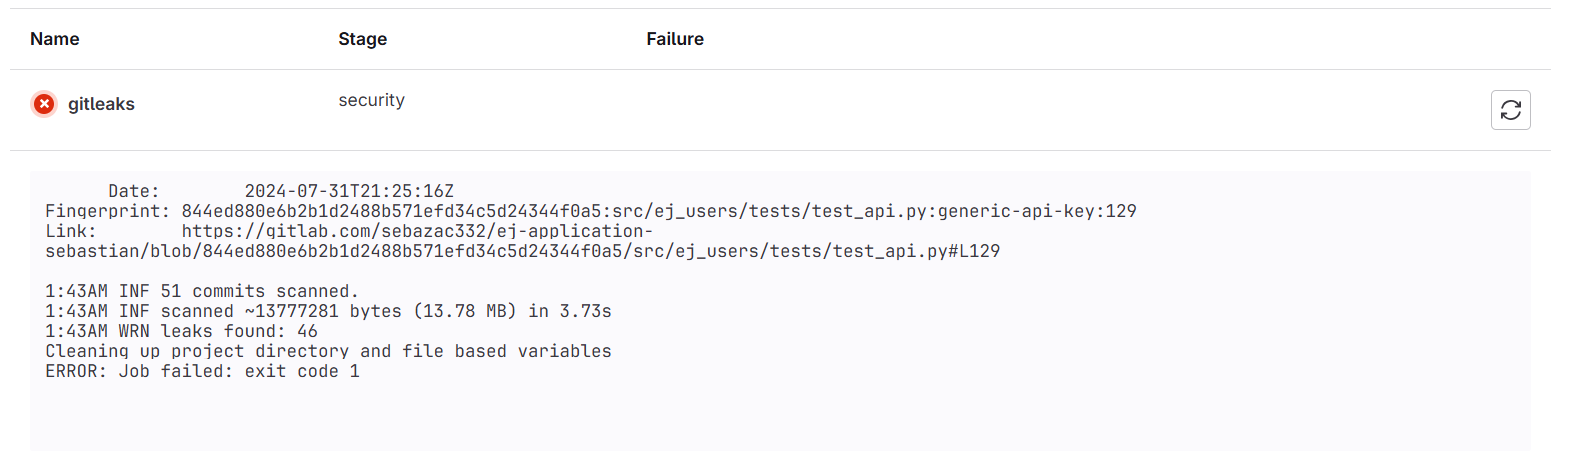 Name Stage Failure
gitleaks security
Date: 2024-07-31T21:25:16Z
Fingerprint: 844ed880e6b2b1d2488b571efd34c5d24344f0a5:src/ej_users/tests/test_api.py:generic-api-key:129
Link: https://gitlab.com/sebazac332/ej-application-
sebastian/blob/844ed880e6b2b1d2488b571efd34c5d24344f0a5/src/ej_users/tests/test_api.py#L129
1:43AM INF 51 commits scanned.
1:43AM INF scanned ~13777281 bytes (13.78 MB) in 3.73s
1:43AM WRN leaks found: 46
Cleaning up project directory and file based variables
ERROR: Job failed: exit code 1